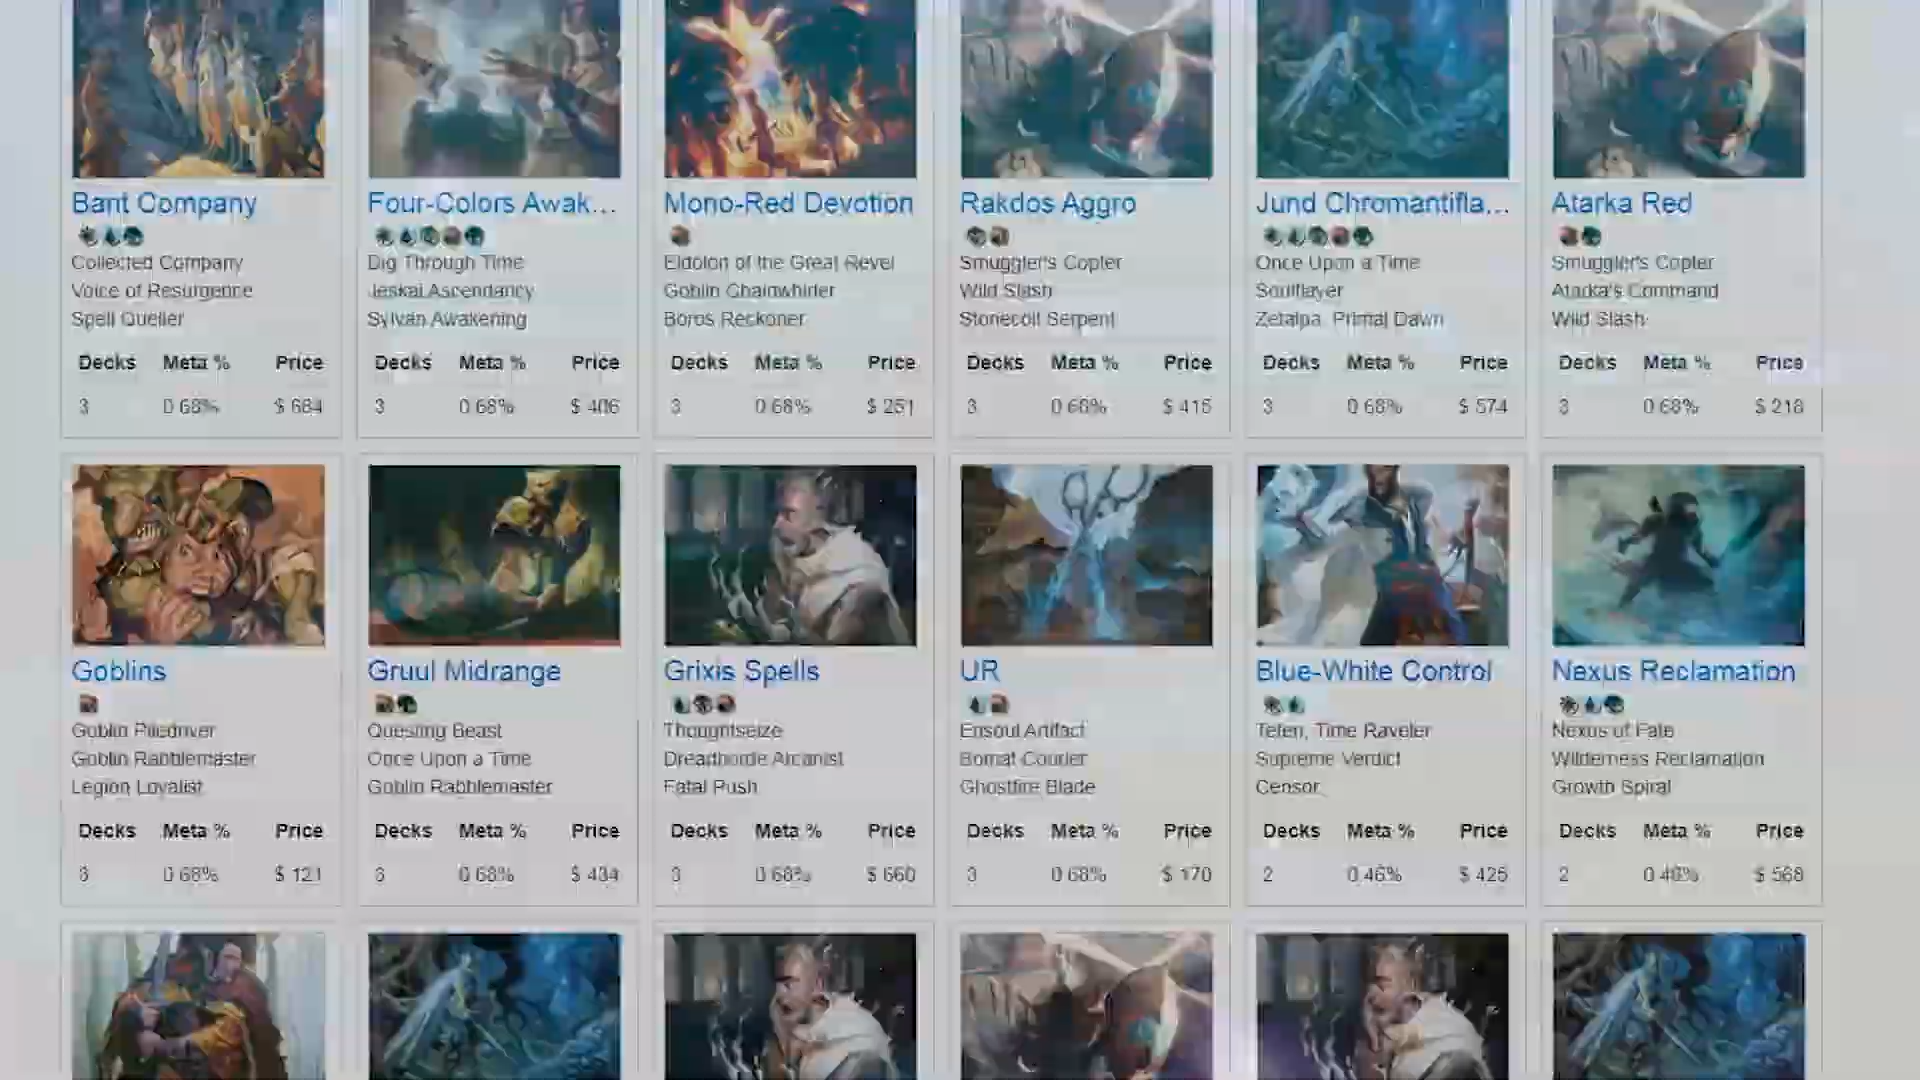 Bant Company
Four-Colors Awak...
Mono-Red Devotion
Rakdos Aggro
Jund Chromantifla...
Atarka Red
Collected Company
Dig Through Time
Eidolon of the Great Revel
Smuggler's Copter
Once Upon a Time
Smuggler's Copter
Voice of Resurgence
Jeskai Ascendancy
Goblin Chainwhirler
Wild Slash
Soulflayer
Atarka's Command
Spell Queller
Sylvan Awakening
Boros Reckoner
Stonecoil Serpent
Zetalpa, Primal Dawn
Wild Slash
Decks Meta % Price
Decks Meta % Price
Decks Meta % Price
Decks Meta % Price
Decks Meta % Price
Decks Meta % Price
3 0.68% $ 684
3 0.68% $ 406
3 0.68% $ 251
3 0.68% $ 415
3 0.68% $ 574
3 0.68% $ 218
Goblins
Gruul Midrange
Grixis Spells
UR
Blue-White Control
Nexus Reclamation
Goblin Piledriver
Questing Beast
Thoughtseize
Ensoul Artifact
Teferi, Time Raveler
Nexus of Fate
Goblin Rabblemaster
Once Upon a Time
Dreadhorde Arcanist
Bomat Courier
Supreme Verdict
Wilderness Reclamation
Legion Loyalist
Goblin Rabblemaster
Fatal Push
Ghostfire Blade
Censor
Growth Spiral
Decks Meta % Price
Decks Meta % Price
Decks Meta % Price
Decks Meta % Price
Decks Meta % Price
Decks Meta % Price
3 0.68% $ 121
3 0.68% $ 434
3 0.68% $ 660
3 0.68% $ 170
2 0.46% $ 425
2 0.46% $ 568